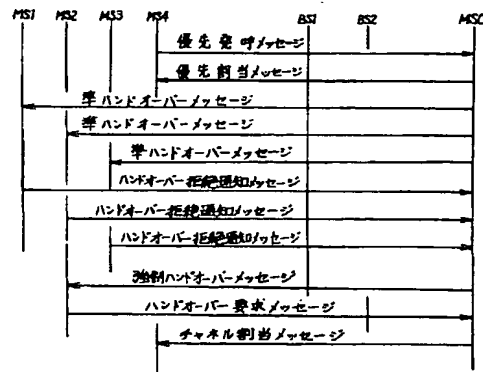 MS1 MS2 MS3 MS4 BS1 BS2 MSC
優先発呼メッセージ
優先割当メッセージ
準ハンドオーバーメッセージ
準ハンドオーバーメッセージ
準ハンドオーバーメッセージ
ハンドオーバー拒絶通知メッセージ
ハンドオーバー拒絶通知メッセージ
ハンドオーバー拒絶通知メッセージ
強制ハンドオーバーメッセージ
ハンドオーバー要求メッセージ
チャネル割当メッセージ